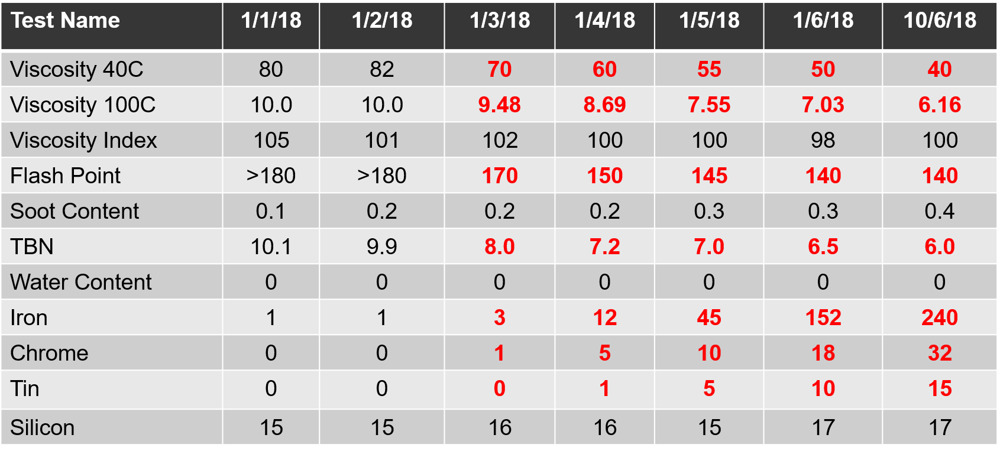 Test Name 1/1/18 1/2/18 1/3/18 1/4/18 1/5/18 1/6/18 10/6/18
Viscosity 40C 80 82 70 60 55 50 40
Viscosity 100C 10.0 10.0 9.48 8.69 7.55 7.03 6.16
Viscosity Index 105 101 102 100 100 98 100
Flash Point >180 >180 170 150 145 140 140
Soot Content 0.1 0.2 0.2 0.2 0.3 0.3 0.4
TBN 10.1 9.9 8.0 7.2 7.0 6.5 6.0
Water Content 0 0 0 0 0 0 0
Iron 1 1 3 12 45 152 240
Chrome 0 0 1 5 10 18 32
Tin 0 0 0 1 5 10 15
Silicon 15 15 16 16 15 17 17